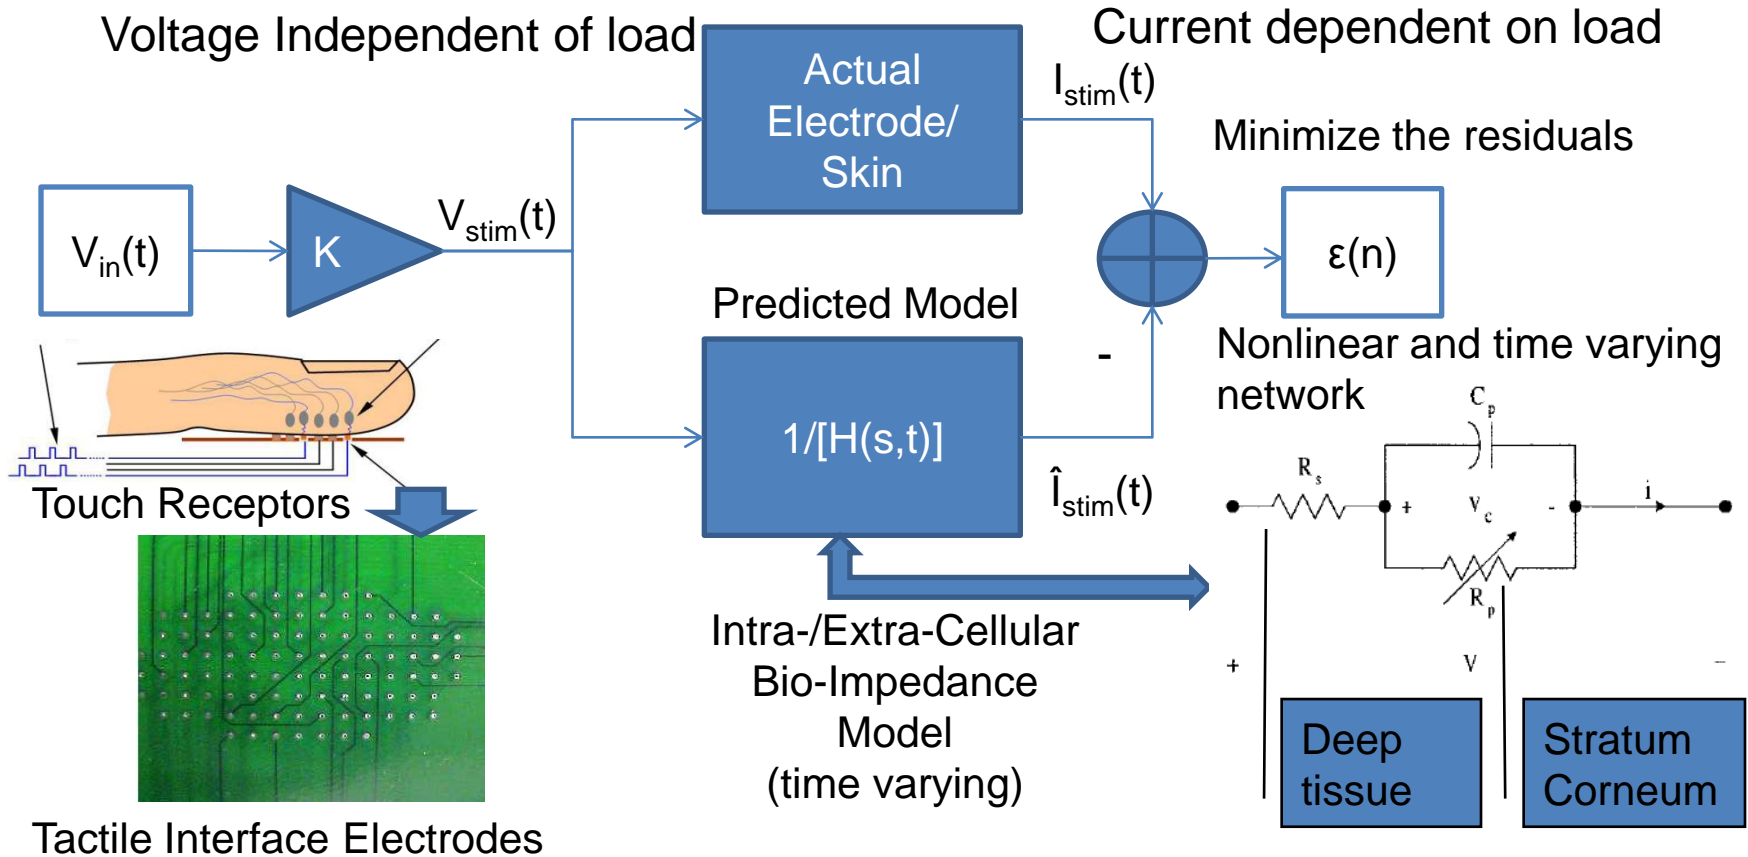 Voltage Independent of load
Current dependent on load
Actual
Electrode/
Skin
I_stim(t)
Minimize the residuals
V_in(t)
K
V_stim(t)
ε(n)
Predicted Model
-
1/[H(s,t)]
Î_stim(t)
Nonlinear and time varying
network
C_p
R_s
+
V_c
-
i
R_p
+
V
-
Touch Receptors
Intra-/Extra-Cellular
Bio-Impedance
Model
(time varying)
Deep
tissue
Stratum
Corneum
Tactile Interface Electrodes